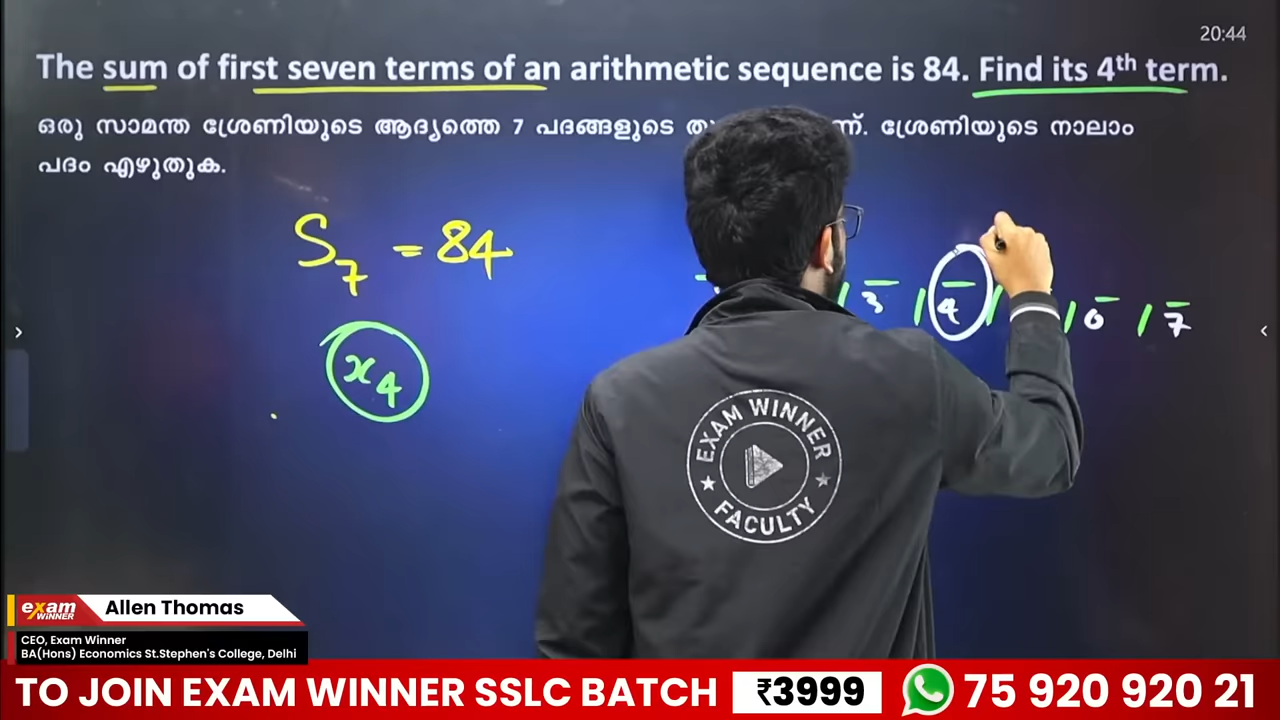 20:44
The sum of first seven terms of an arithmetic sequence is 84. Find its 4th term.
ഒരു സാമന്ത ശ്രേണിയുടെ ആദ്യത്തെ 7 പദങ്ങളുടെ ശ്രേണിയുടെ നാലാം
പദം എഴുതുക.
S7 = 84
3 4 6 7
x4
EXAM WINNER
FACULTY
exam WINNER Allen Thomas
CEO, Exam Winner
BA(Hons) Economics St.Stephen's College, Delhi
TO JOIN EXAM WINNER SSLC BATCH ₹3999 75 920 920 21